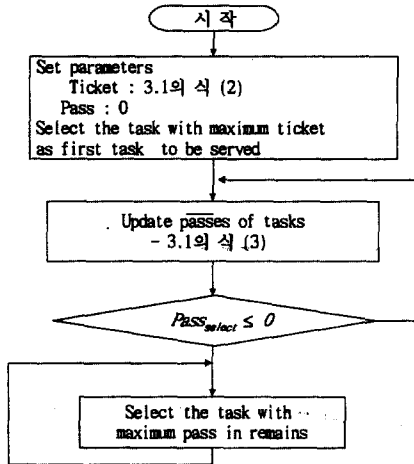 시 작
Set parameters
Ticket : 3.1의 식 (2)
Pass : 0
Select the task with maximum ticket
as first task to be served
Update passes of tasks
- 3.1의 식 (3)
Pass_select ≤ 0
Select the task with
maximum pass in remains